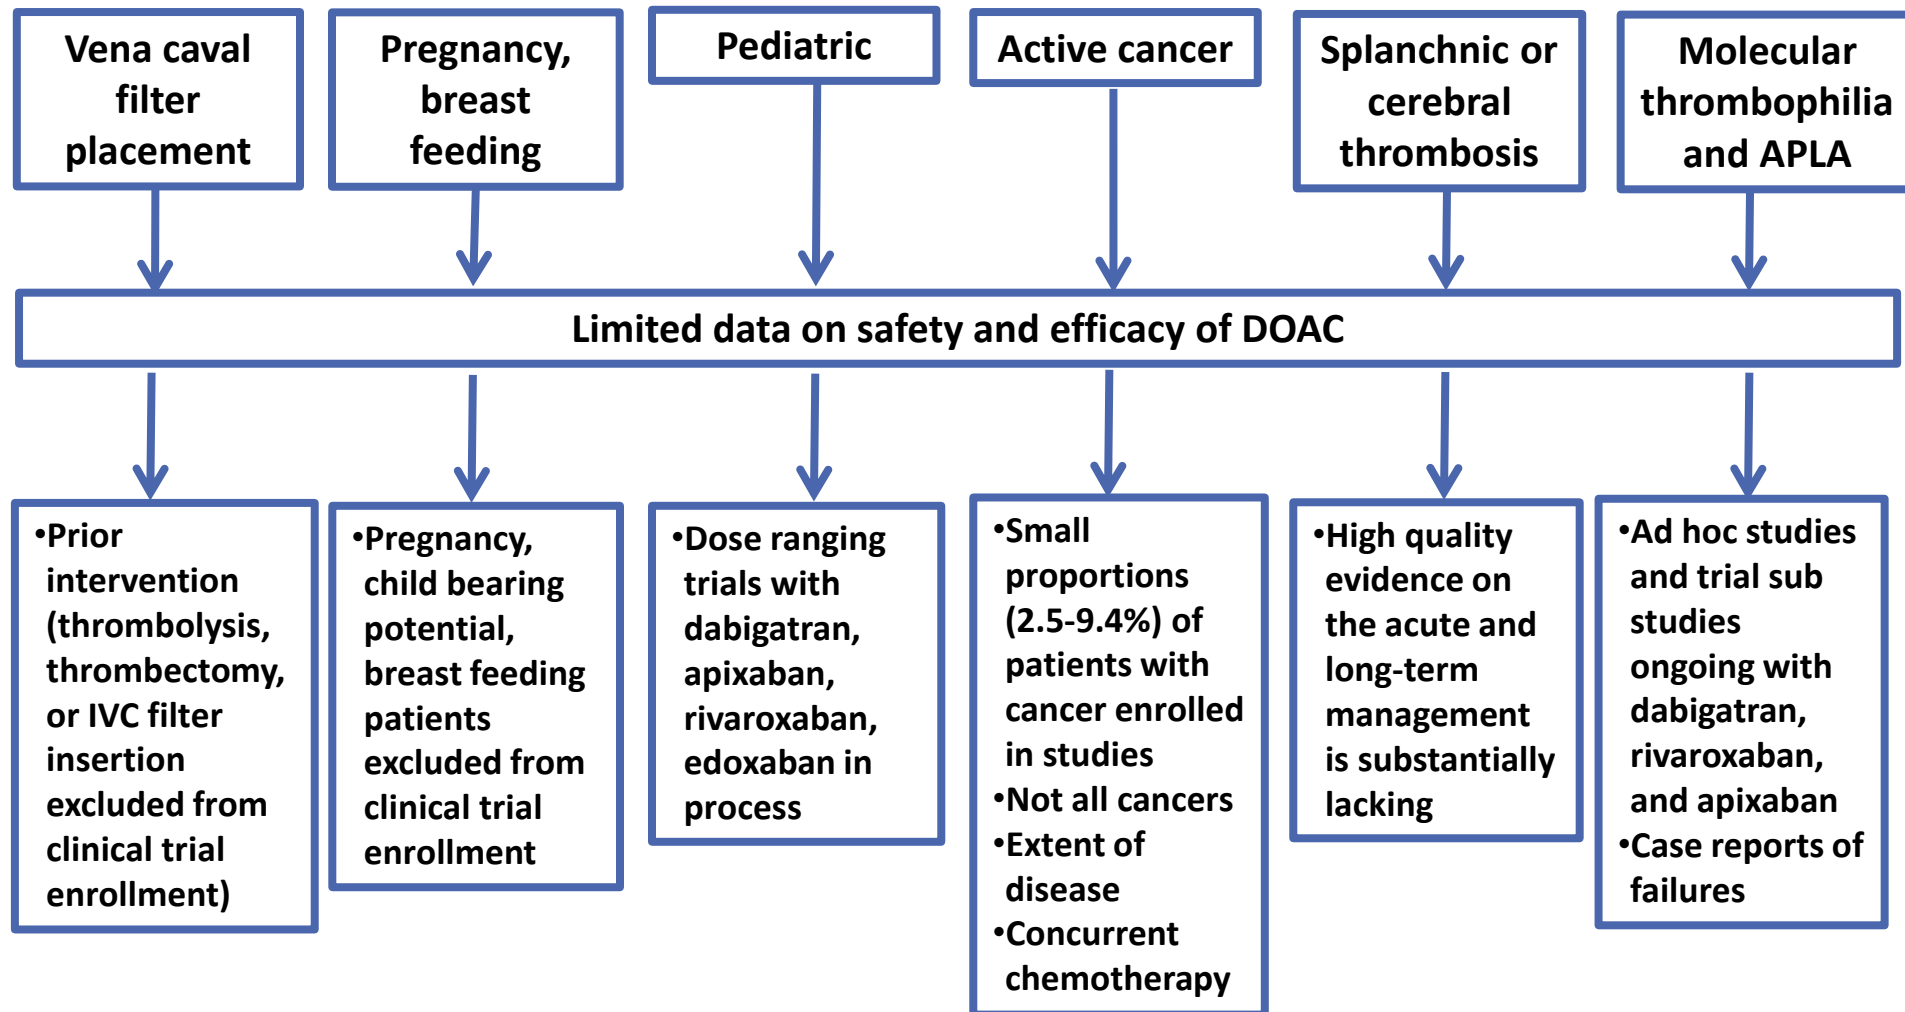 Vena caval
filter
placement
Pregnancy,
breast
feeding
Pediatric
Active cancer
Splanchnic or
cerebral
thrombosis
Molecular
thrombophilia
and APLA
Limited data on safety and efficacy of DOAC
•Prior
intervention
(thrombolysis,
thrombectomy,
or IVC filter
insertion
excluded from
clinical trial
enrollment)
•Pregnancy,
child bearing
potential,
breast feeding
patients
excluded from
clinical trial
enrollment
•Dose ranging
trials with
dabigatran,
apixaban,
rivaroxaban,
edoxaban in
process
•Small
proportions
(2.5-9.4%) of
patients with
cancer enrolled
in studies
•Not all cancers
•Extent of
disease
•Concurrent
chemotherapy
•High quality
evidence on
the acute and
long-term
management
is substantially
lacking
•Ad hoc studies
and trial sub
studies
ongoing with
dabigatran,
rivaroxaban,
and apixaban
•Case reports of
failures